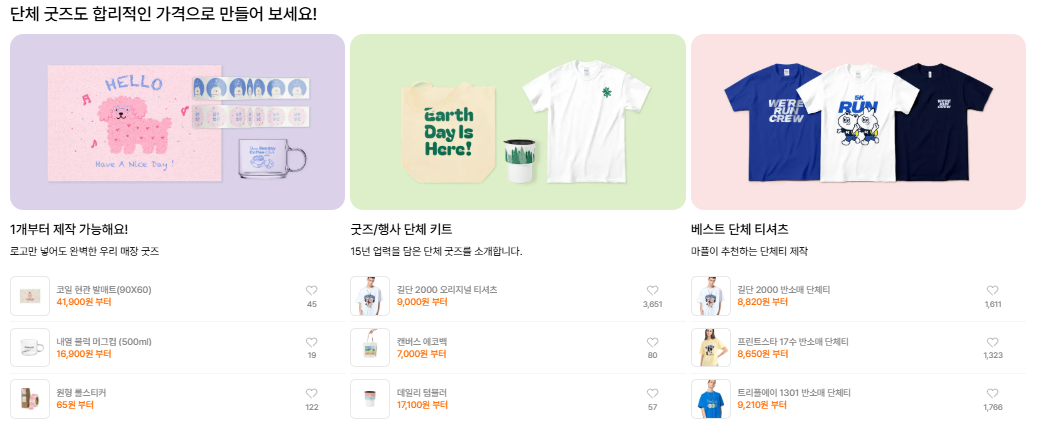 단체 굿즈도 합리적인 가격으로 만들어 보세요!
HELLO
Have A Nice Day !
Earth
Day Is
Here!
WE'RE
RUN
CREW
5K
RUN
1개부터 제작 가능해요!
로고만 넣어도 완벽한 우리 매장 굿즈
코일 현관 발매트(90X60)
41,900원 부터
45
내열 블럭 머그컵 (500ml)
16,900원 부터
19
원형 롤스티커
65원 부터
122
굿즈/행사 단체 키트
15년 업력을 담은 단체 굿즈를 소개합니다.
길단 2000 오리지널 티셔츠
9,000원 부터
3,651
캔버스 에코백
7,000원 부터
80
데일리 텀블러
17,100원 부터
57
베스트 단체 티셔츠
마플이 추천하는 단체티 제작
길단 2000 반소매 단체티
8,820원 부터
1,611
프린트스타 17수 반소매 단체티
8,650원 부터
1,323
트리플에이 1301 반소매 단체티
9,210원 부터
1,766